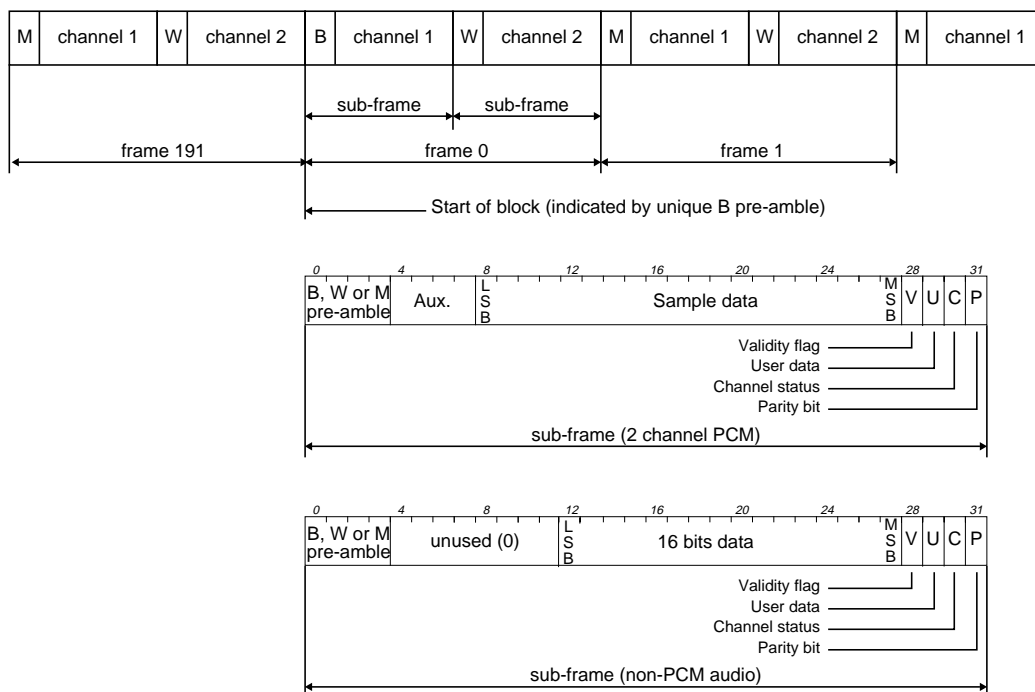 M channel 1 W channel 2 B channel 1 W channel 2 M channel 1 W channel 2 M channel 1
sub-frame sub-frame
frame 191 frame 0 frame 1
Start of block (indicated by unique B pre-amble)
0 4 8 12 16 20 24 28 31
B, W or M
pre-amble
Aux.
LSB
Sample data
MSB
V U C P
Validity flag
User data
Channel status
Parity bit
sub-frame (2 channel PCM)
0 4 8 12 16 20 24 28 31
B, W or M
pre-amble
unused (0)
LSB
16 bits data
MSB
V U C P
Validity flag
User data
Channel status
Parity bit
sub-frame (non-PCM audio)